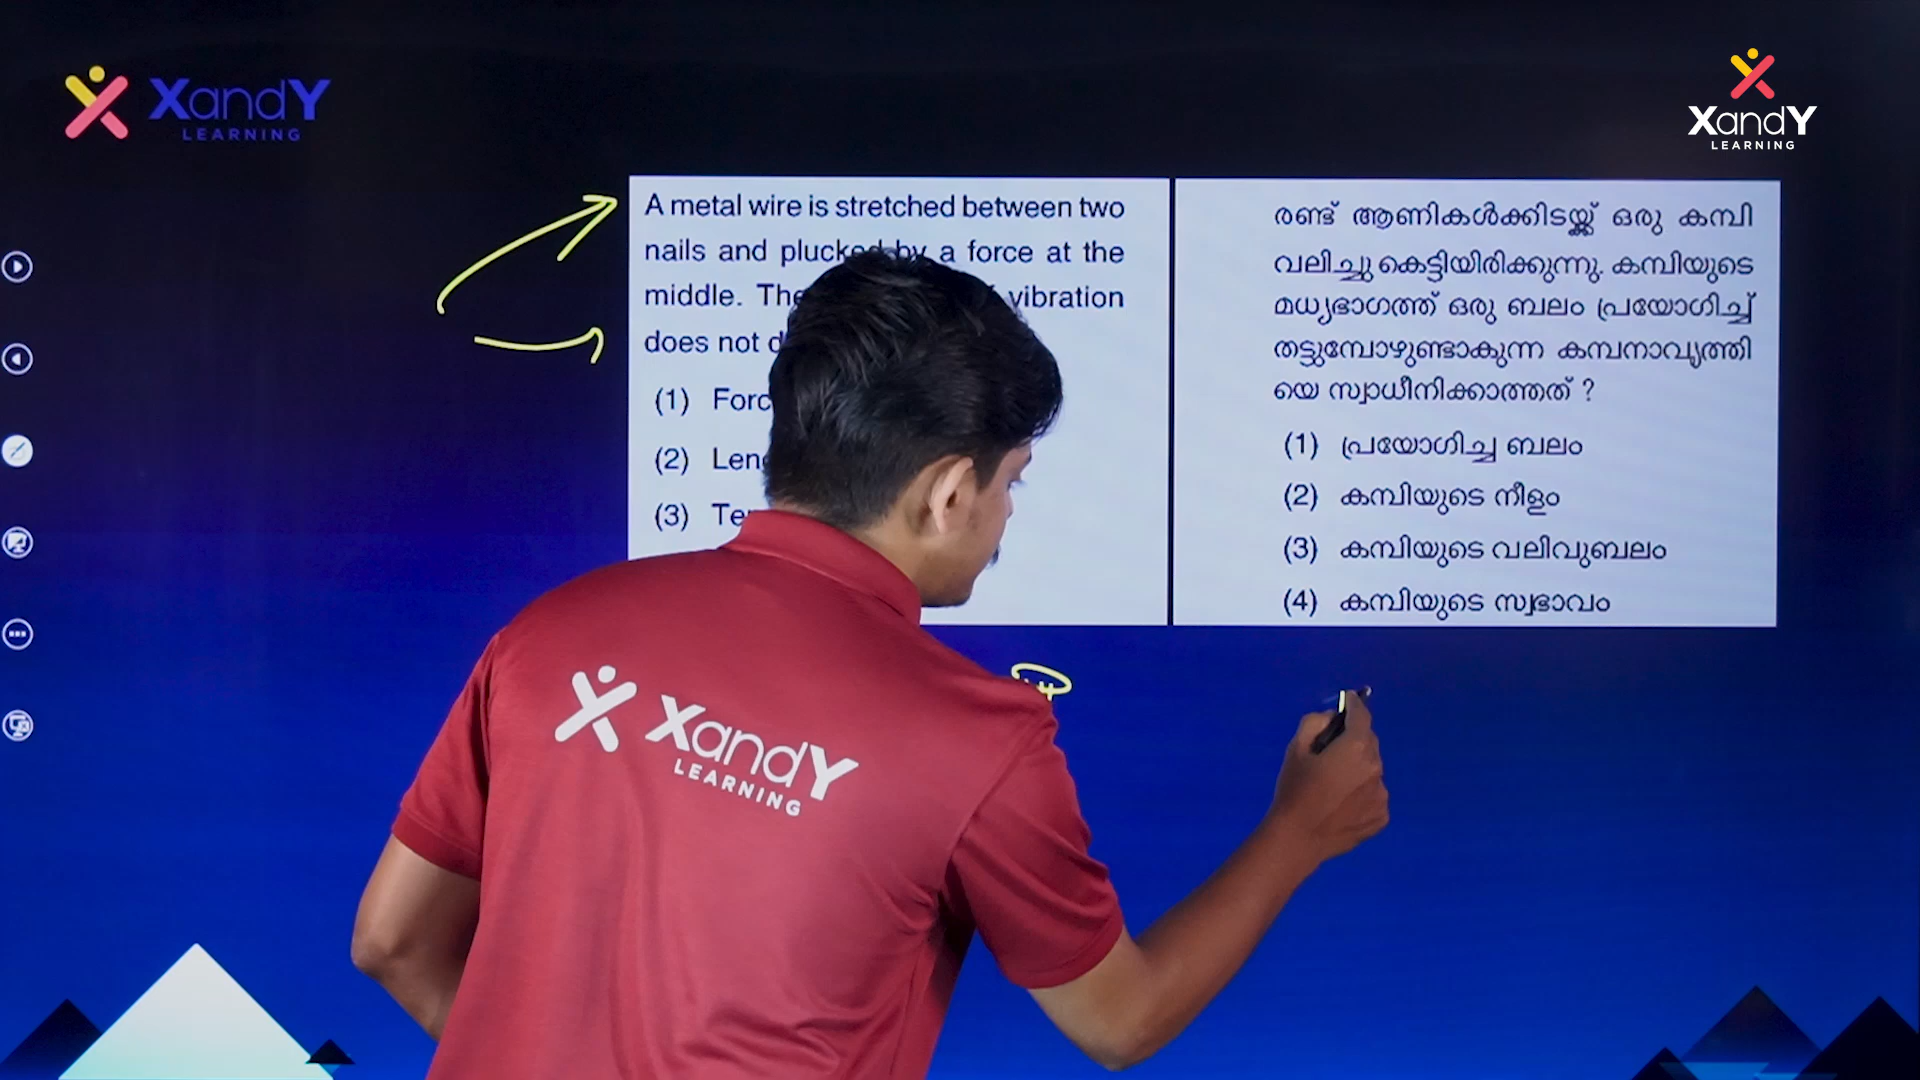 XandY
LEARNING
XandY
LEARNING
A metal wire is stretched between two
nails and plucked by a force at the
middle. The vibration
does not
(1)
(2)
(3)
രണ്ട് ആണികൾക്കിടയ്ക്ക് ഒരു കമ്പി
വലിച്ചു കെട്ടിയിരിക്കുന്നു. കമ്പിയുടെ
മധ്യഭാഗത്ത് ഒരു ബലം പ്രയോഗിച്ച്
തട്ടുമ്പോഴുണ്ടാകുന്ന കമ്പനാവൃത്തി
യെ സ്വാധീനിക്കാത്തത് ?
(1) പ്രയോഗിച്ച ബലം
(2) കമ്പിയുടെ നീളം
(3) കമ്പിയുടെ വലിവുബലം
(4) കമ്പിയുടെ സ്വഭാവം
XandY
LEARNING